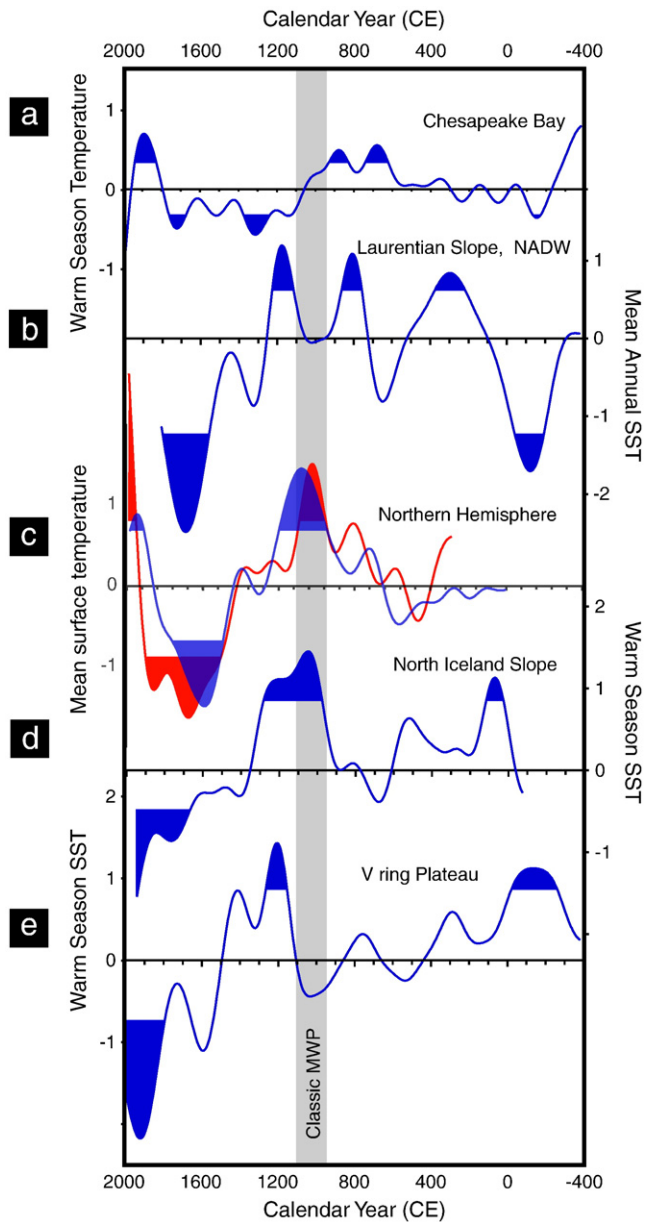 Calendar Year (CE)
2000 1600 1200 800 400 0 -400
a
Warm Season Temperature
1
0
-1
Chesapeake Bay
Laurentian Slope, NADW
b
Mean Annual SST
1
0
-1
-2
c
Mean surface temperature
1
0
-1
Northern Hemisphere
North Iceland Slope
d
Warm Season SST
2
1
0
-1
e
Warm Season SST
2
1
0
-1
V ring Plateau
Classic MWP
2000 1600 1200 800 400 0 -400
Calendar Year (CE)